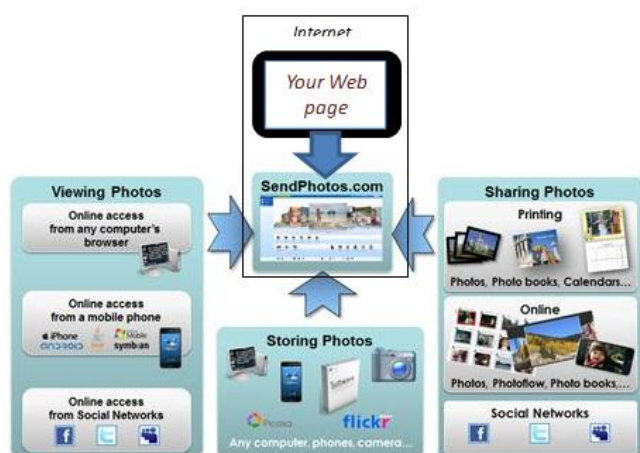 Internet
Your Web
page
SendPhotos.com
Viewing Photos
Online access
from any computer's
browser
Online access
from a mobile phone
iPhone
Mobile
ANDROID
symbian
Online access
from Social Networks
Storing Photos
Software
Picasa
flickr
Any computer, phones, camera...
Sharing Photos
Printing
Photos, Photo books, Calendars...
Online
Photos, Photoflow, Photo books,...
Social Networks